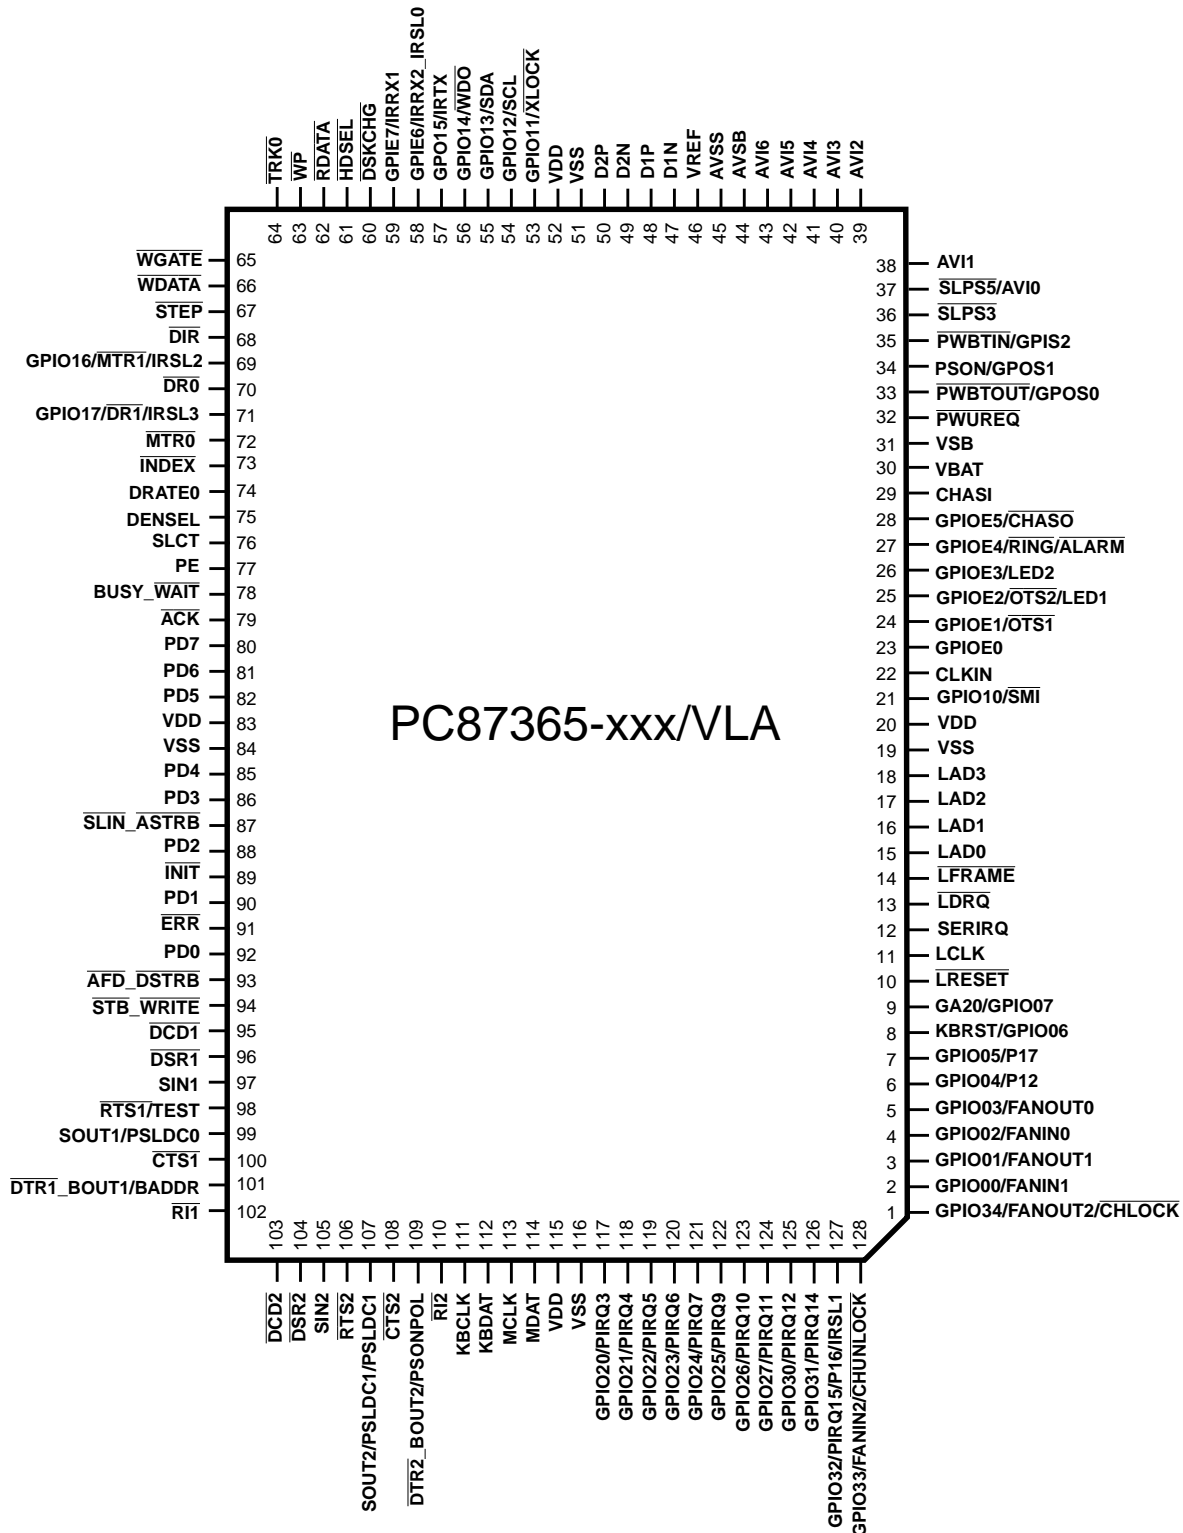 TRK0
WP
RDATA
HDSEL
DSKCHG
GPIE7/IRRX1
GPIE6/IRRX2_IRSL0
GPO15/IRTX
GPIO14/WDO
GPIO13/SDA
GPIO12/SCL
GPIO11/XLOCK
VDD
VSS
D2P
D2N
D1P
D1N
VREF
AVSS
AVSB
AVI6
AVI5
AVI4
AVI3
AVI2
64
63
62
61
60
59
58
57
56
55
54
53
52
51
50
49
48
47
46
45
44
43
42
41
40
39
WGATE 65
WDATA 66
STEP 67
DIR 68
GPIO16/MTR1/IRSL2 69
DR0 70
GPIO17/DR1/IRSL3 71
MTR0 72
INDEX 73
DRATE0 74
DENSEL 75
SLCT 76
PE 77
BUSY_WAIT 78
ACK 79
PD7 80
PD6 81
PD5 82
VDD 83
VSS 84
PD4 85
PD3 86
SLIN_ASTRB 87
PD2 88
INIT 89
PD1 90
ERR 91
PD0 92
AFD_DSTRB 93
STB_WRITE 94
DCD1 95
DSR1 96
SIN1 97
RTS1/TEST 98
SOUT1/PSLDC0 99
CTS1 100
DTR1_BOUT1/BADDR 101
RI1 102
PC87365-xxx/VLA
38 AVI1
37 SLPS5/AVI0
36 SLPS3
35 PWBTIN/GPIS2
34 PSON/GPOS1
33 PWBTOUT/GPOS0
32 PWUREQ
31 VSB
30 VBAT
29 CHASI
28 GPIOE5/CHASO
27 GPIOE4/RING/ALARM
26 GPIOE3/LED2
25 GPIOE2/OTS2/LED1
24 GPIOE1/OTS1
23 GPIOE0
22 CLKIN
21 GPIO10/SMI
20 VDD
19 VSS
18 LAD3
17 LAD2
16 LAD1
15 LAD0
14 LFRAME
13 LDRQ
12 SERIRQ
11 LCLK
10 LRESET
9 GA20/GPIO07
8 KBRST/GPIO06
7 GPIO05/P17
6 GPIO04/P12
5 GPIO03/FANOUT0
4 GPIO02/FANIN0
3 GPIO01/FANOUT1
2 GPIO00/FANIN1
1 GPIO34/FANOUT2/CHLOCK
103
104
105
106
107
108
109
110
111
112
113
114
115
116
117
118
119
120
121
122
123
124
125
126
127
128
DCD2
DSR2
SIN2
RTS2
SOUT2/PSLDC1/PSLDC1
CTS2
DTR2_BOUT2/PSONPOL
RI2
KBCLK
KBDAT
MCLK
MDAT
VDD
VSS
GPIO20/PIRQ3
GPIO21/PIRQ4
GPIO22/PIRQ5
GPIO23/PIRQ6
GPIO24/PIRQ7
GPIO25/PIRQ9
GPIO26/PIRQ10
GPIO27/PIRQ11
GPIO30/PIRQ12
GPIO31/PIRQ14
GPIO32/PIRQ15/P16/IRSL1
GPIO33/FANIN2/CHUNLOCK